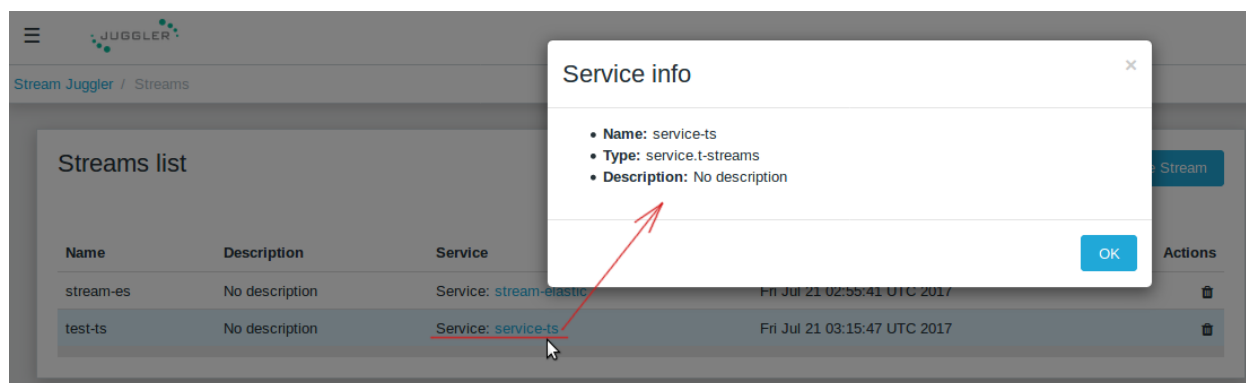 ☰ JUGGLER
Stream Juggler / Streams
Service info ×
• Name: service-ts
• Type: service.t-streams
• Description: No description
OK
Streams list
Stream
Name Description Service Actions
stream-es No description Service: stream-elastic Fri Jul 21 02:55:41 UTC 2017
test-ts No description Service: service-ts Fri Jul 21 03:15:47 UTC 2017